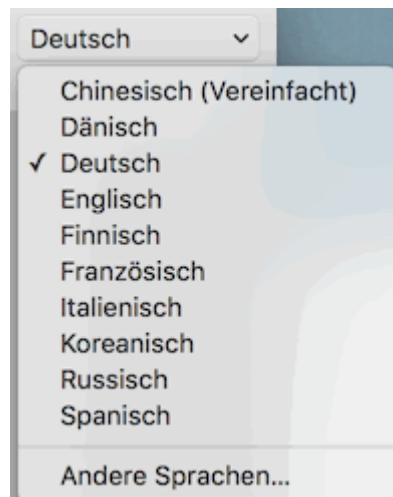 Deutsch
Chinesisch (Vereinfacht)
Dänisch
✓ Deutsch
Englisch
Finnisch
Französisch
Italienisch
Koreanisch
Russisch
Spanisch
Andere Sprachen...